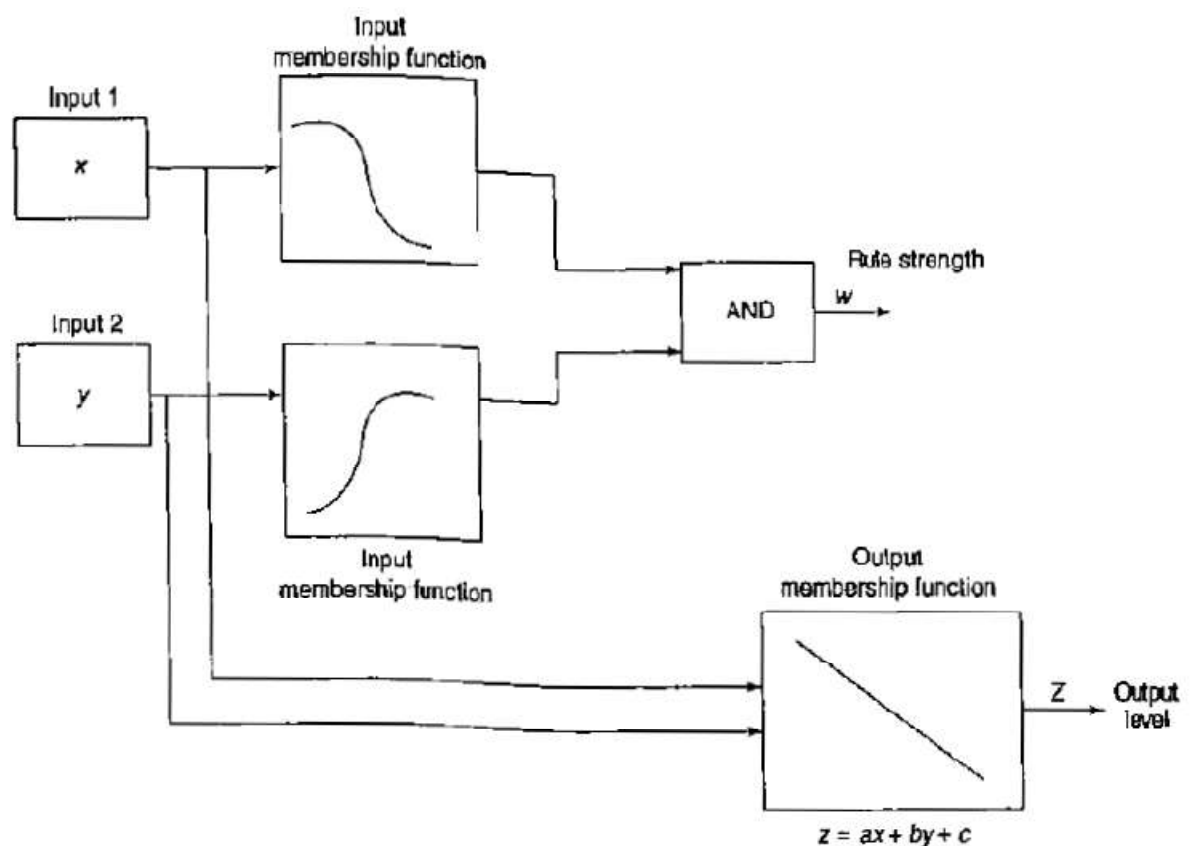 Input
membership function
Input 1
x
Input 2
y
Input
membership function
AND
Rule strength
w
Output
membership function
Z
Output
level
z = ax + by + c